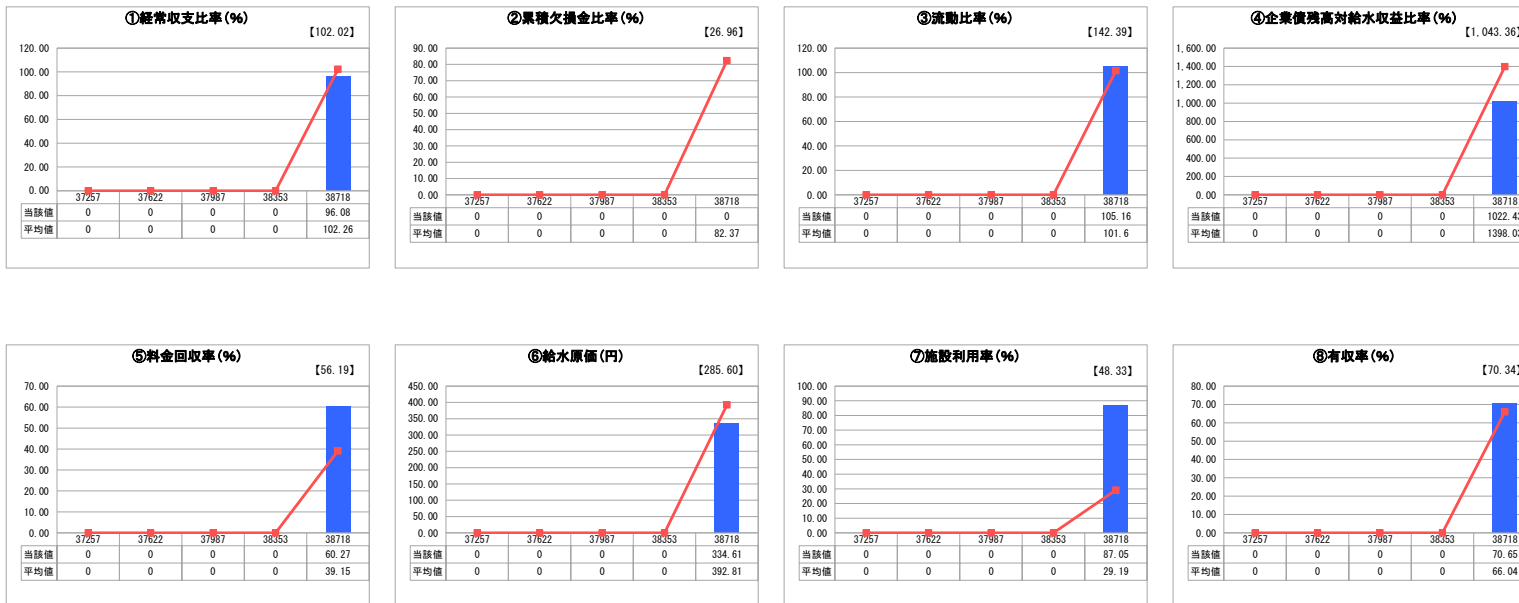 ①経常収支比率(%)
【102.02】
120.00
100.00
80.00
60.00
40.00
20.00
0.00
37257 37622 37987 38353 38718
当該値 0 0 0 0 96.08
平均値 0 0 0 0 102.26
②累積欠損金比率(%)
【26.96】
90.00
80.00
70.00
60.00
50.00
40.00
30.00
20.00
10.00
0.00
37257 37622 37987 38353 38718
当該値 0 0 0 0 0
平均値 0 0 0 0 82.37
③流動比率(%)
【142.39】
120.00
100.00
80.00
60.00
40.00
20.00
0.00
37257 37622 37987 38353 38718
当該値 0 0 0 0 105.16
平均値 0 0 0 0 101.6
④企業債残高対給水収益比率(%)
【1,043.36】
1,600.00
1,400.00
1,200.00
1,000.00
800.00
600.00
400.00
200.00
0.00
37257 37622 37987 38353 38718
当該値 0 0 0 0 1022.43
平均値 0 0 0 0 1398.03
⑤料金回収率(%)
【56.19】
70.00
60.00
50.00
40.00
30.00
20.00
10.00
0.00
37257 37622 37987 38353 38718
当該値 0 0 0 0 60.27
平均値 0 0 0 0 39.15
⑥給水原価(円)
【285.60】
450.00
400.00
350.00
300.00
250.00
200.00
150.00
100.00
50.00
0.00
37257 37622 37987 38353 38718
当該値 0 0 0 0 334.61
平均値 0 0 0 0 392.81
⑦施設利用率(%)
【48.33】
100.00
90.00
80.00
70.00
60.00
50.00
40.00
30.00
20.00
10.00
0.00
37257 37622 37987 38353 38718
当該値 0 0 0 0 87.05
平均値 0 0 0 0 29.19
⑧有収率(%)
【70.34】
80.00
70.00
60.00
50.00
40.00
30.00
20.00
10.00
0.00
37257 37622 37987 38353 38718
当該値 0 0 0 0 70.65
平均値 0 0 0 0 66.04